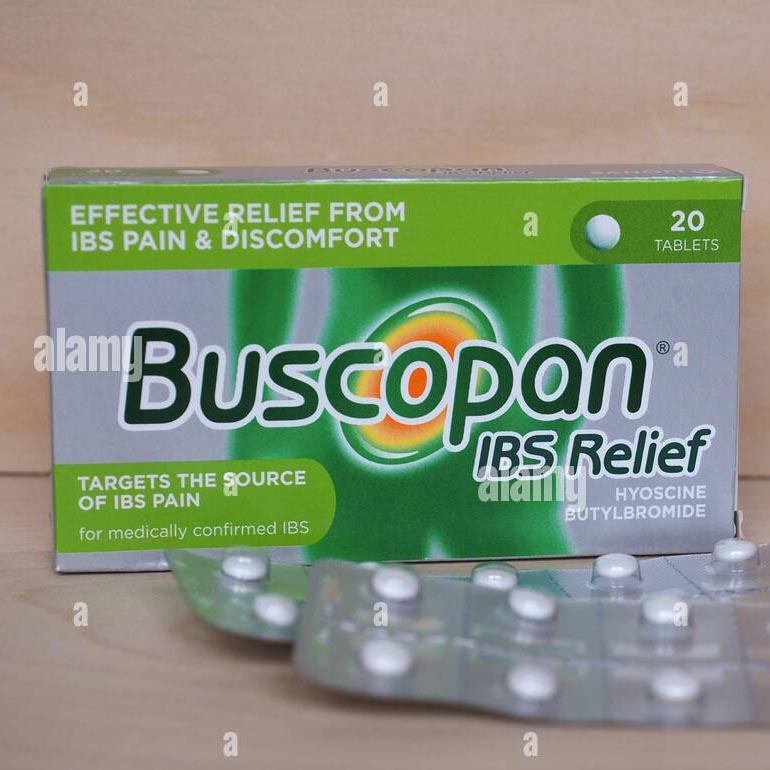 EFFECTIVE RELIEF FROM
IBS PAIN & DISCOMFORT
20
TABLETS
Buscopan®
IBS Relief
TARGETS THE SOURCE
OF IBS PAIN
for medically confirmed IBS
HYOSCINE
BUTYLBROMIDE
alamy
alamy
a
a
a
a
a
a
a
a
a
a
a
a
a
a